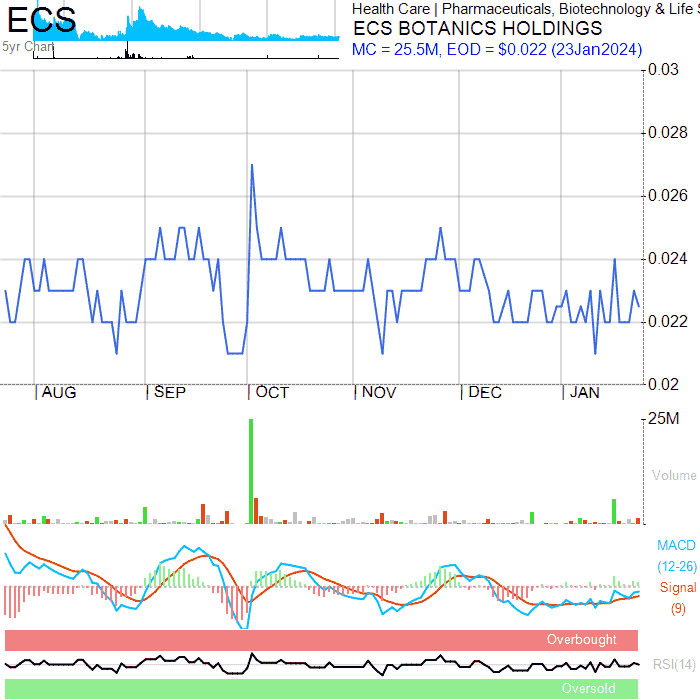 ECS
5yr Chart
Health Care | Pharmaceuticals, Biotechnology & Life S
ECS BOTANICS HOLDINGS
MC = 25.5M, EOD = $0.022 (23Jan2024)
0.03
0.028
0.026
0.024
0.022
0.02
AUG SEP OCT NOV DEC JAN
25M
Volume
MACD
(12-26)
Signal
(9)
Overbought
RSI(14)
Oversold